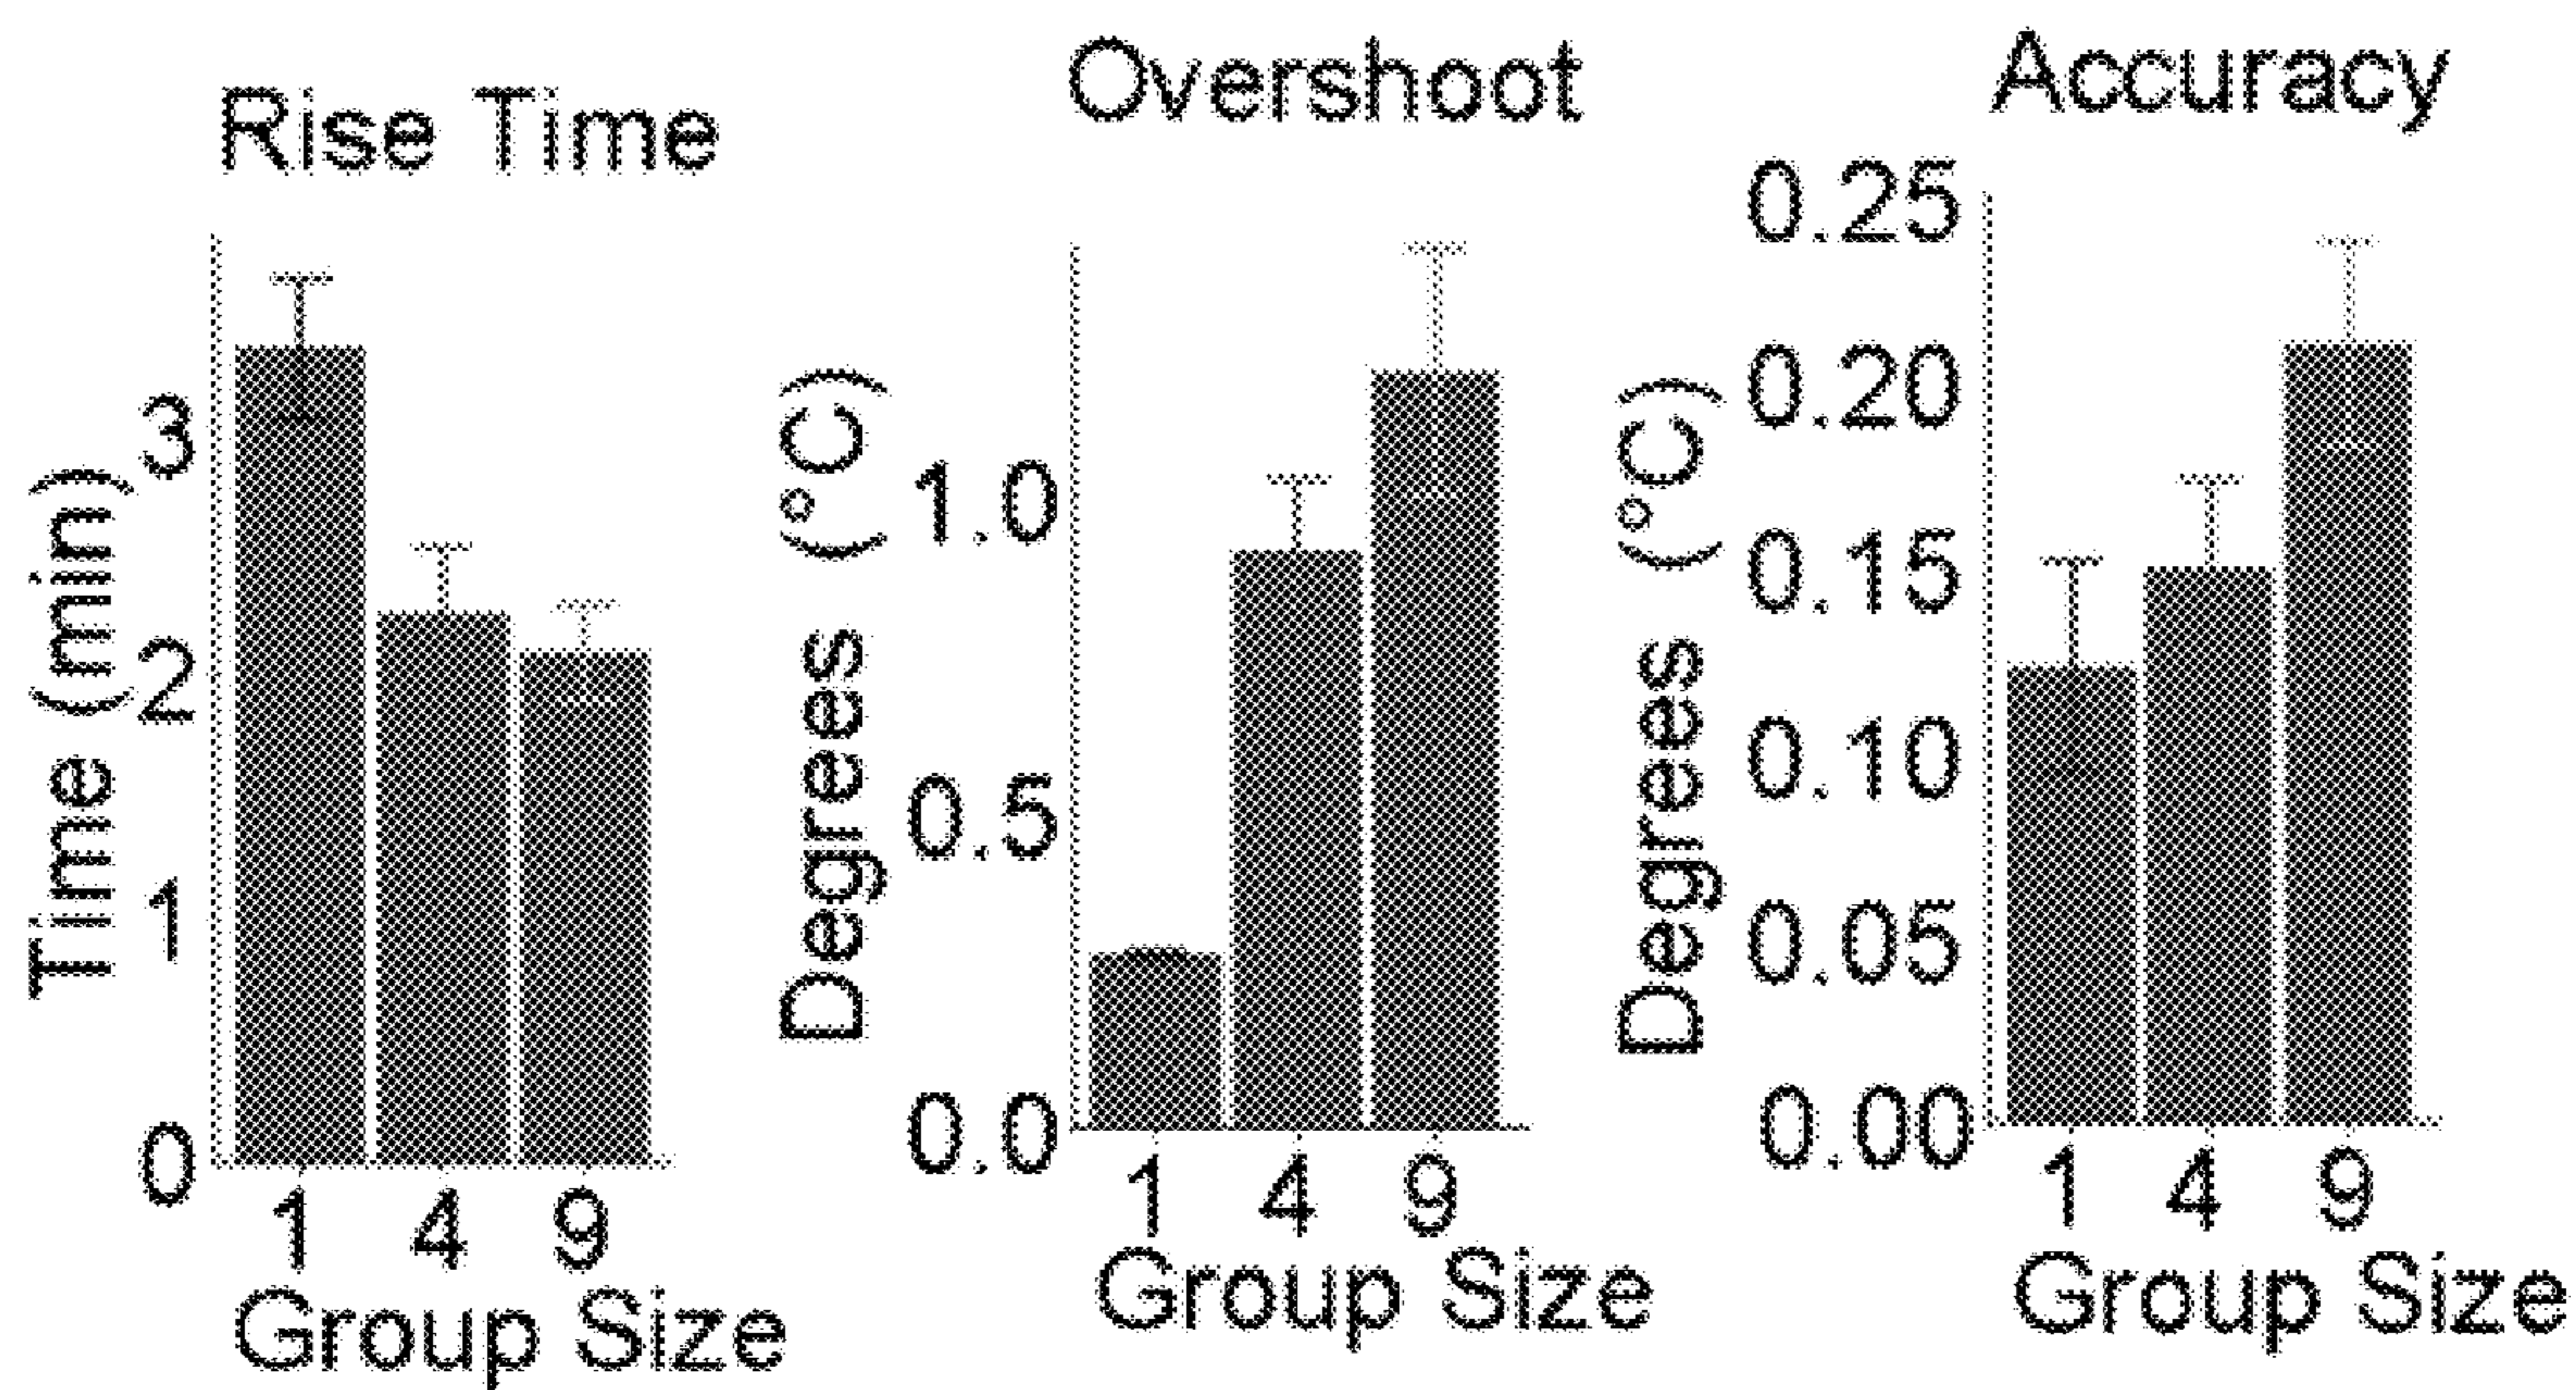 Rise Time
Time (min)
3
2
1
0
1 4 9
Group Size
Overshoot
Degrees (°C)
1.0
0.5
0.0
1 4 9
Group Size
Accuracy
Degrees (°C)
0.25
0.20
0.15
0.10
0.05
0.00
1 4 9
Group Size